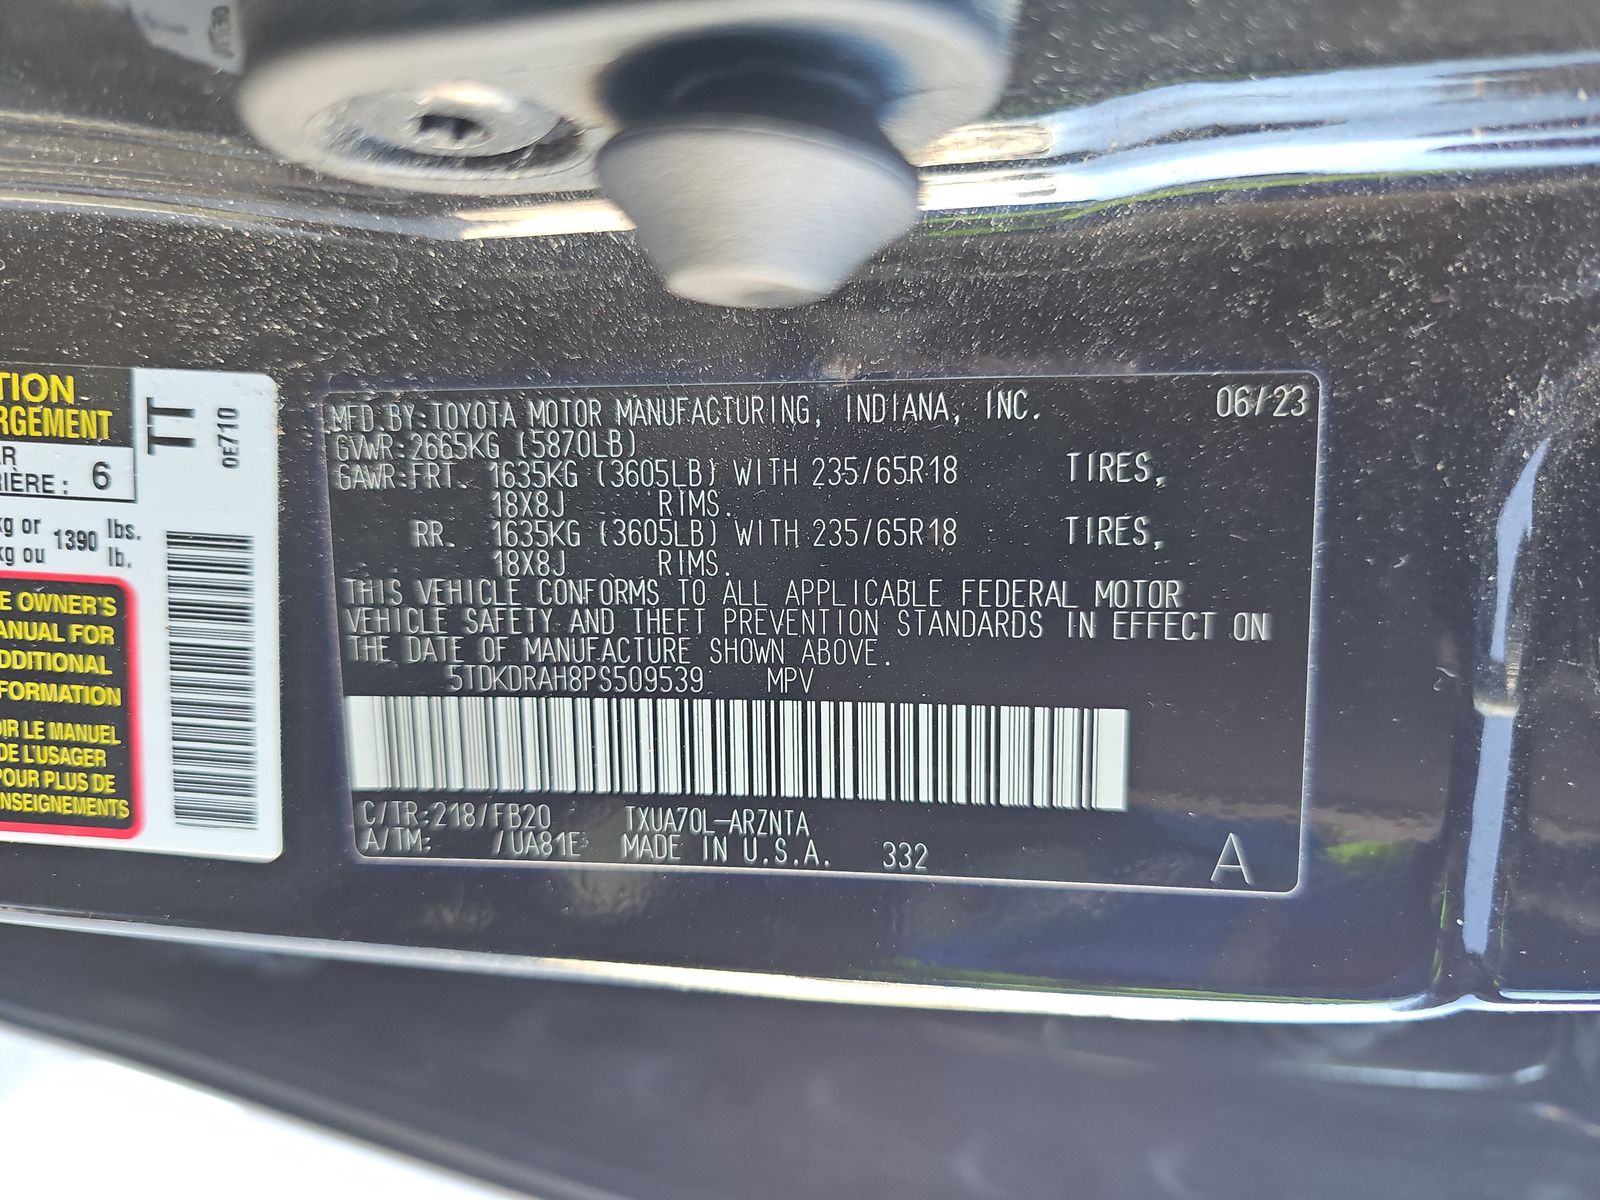 TION
RGEMENT
AR
RIÈRE : 6
kg or 1390 lbs.
kg ou lb.
E OWNER'S
ANUAL FOR
DDITIONAL
FORMATION
OIR LE MANUEL
DE L'USAGER
POUR PLUS DE
NSEIGNEMENTS
TT
0E710
MFD.BY:TOYOTA MOTOR MANUFACTURING, INDIANA, INC. 06/23
GVWR:2665KG (5870LB)
GAWR:FRT. 1635KG (3605LB) WITH 235/65R18 TIRES,
18X8J RIMS.
RR. 1635KG (3605LB) WITH 235/65R18 TIRES,
18X8J RIMS.
THIS VEHICLE CONFORMS TO ALL APPLICABLE FEDERAL MOTOR
VEHICLE SAFETY AND THEFT PREVENTION STANDARDS IN EFFECT ON
THE DATE OF MANUFACTURE SHOWN ABOVE.
5TDKDRAH8PS509539 MPV
C/TR:218/FB20 TXUA70L-ARZNTA
A/TM: /UA81E MADE IN U.S.A. 332
A